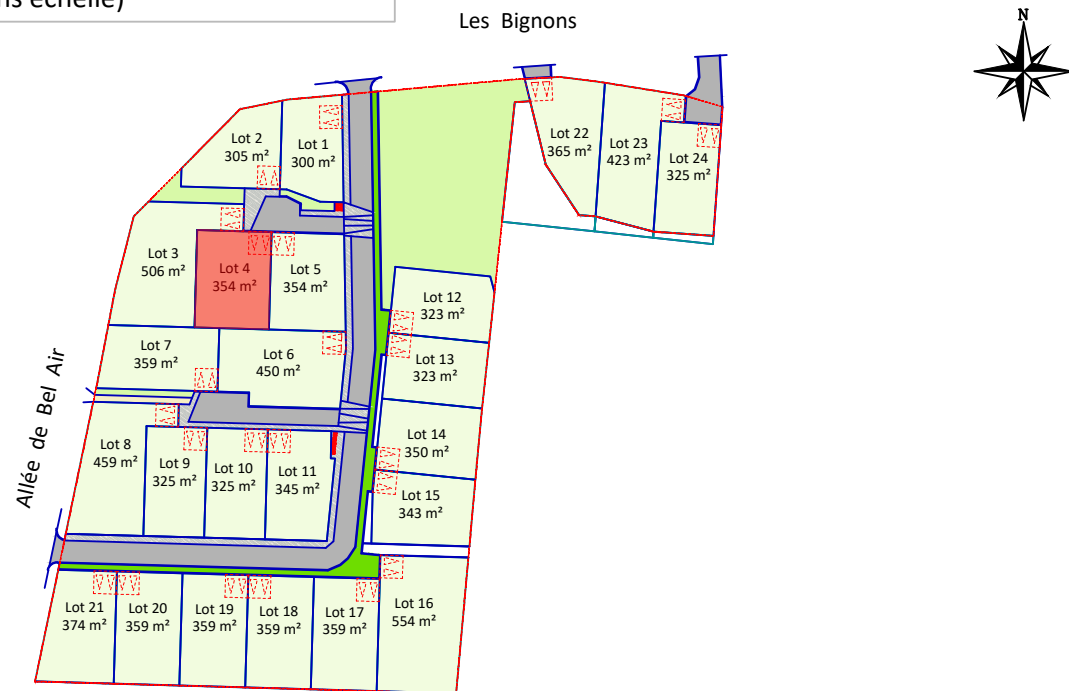 ns échelle)
Les Bignons
N
Lot 2
305 m²
Lot 1
300 m²
Lot 22
365 m²
Lot 23
423 m²
Lot 24
325 m²
Lot 3
506 m²
Lot 4
354 m²
Lot 5
354 m²
Lot 12
323 m²
Lot 7
359 m²
Lot 6
450 m²
Lot 13
323 m²
Allée de Bel Air
Lot 8
459 m²
Lot 9
325 m²
Lot 10
325 m²
Lot 11
345 m²
Lot 14
350 m²
Lot 15
343 m²
Lot 21
374 m²
Lot 20
359 m²
Lot 19
359 m²
Lot 18
359 m²
Lot 17
359 m²
Lot 16
554 m²